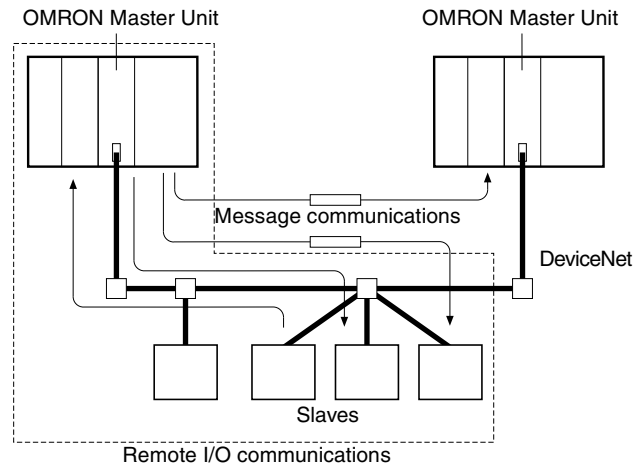 OMRON Master Unit
OMRON Master Unit
Message communications
DeviceNet
Slaves
Remote I/O communications